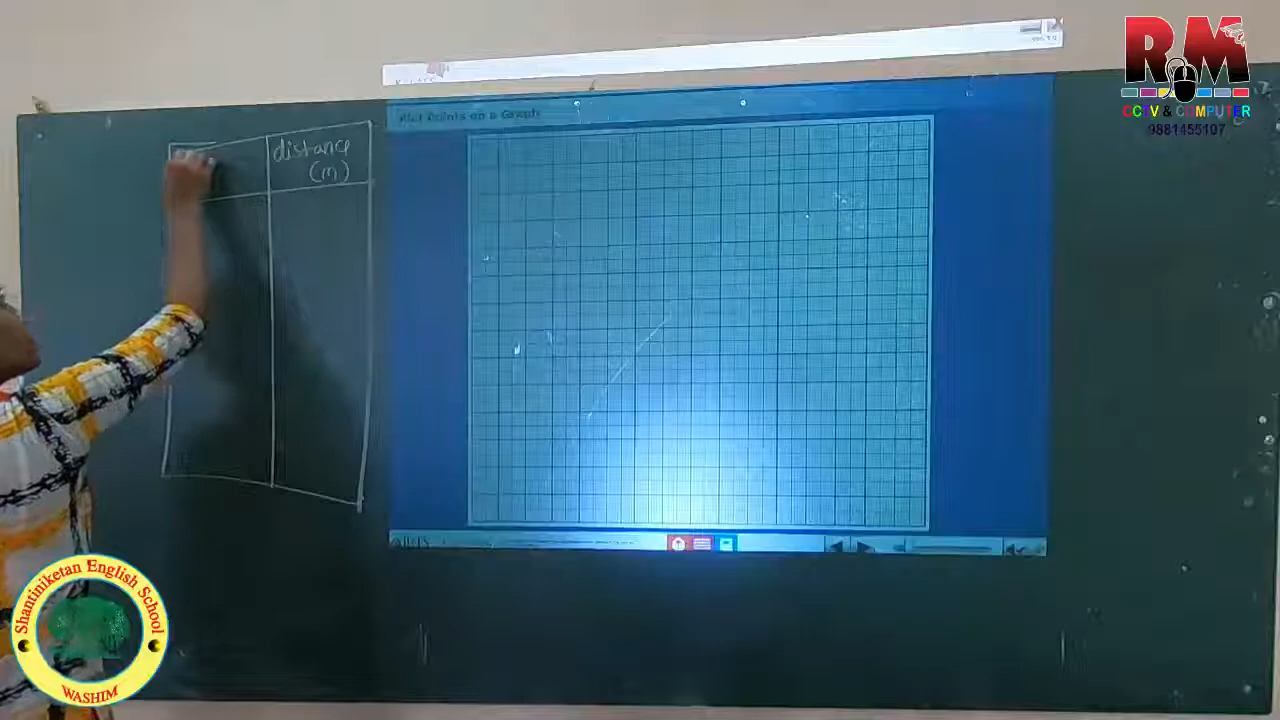 RM
CCTV & COMPUTER
9881455107
Plot Points on a Graph
distance
(m)
Shantiniketan English School
WASHIM